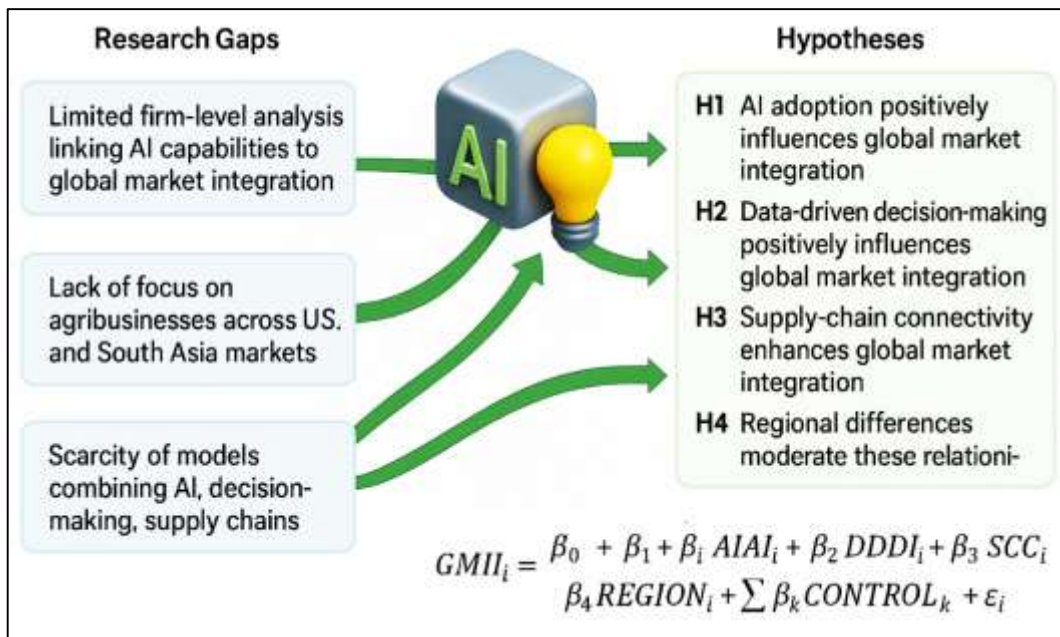 Research Gaps
Limited firm-level analysis
linking AI capabilities to
global market integration
Lack of focus on
agribusinesses across US.
and South Asia markets
Scarcity of models
combining AI, decision-
making, supply chains
AI
Hypotheses
H1 AI adoption positively
influences global market
integration
H2 Data-driven decision-making
positively influences
global market integration
H3 Supply-chain connectivity
enhances global market
integration
H4 Regional differences
moderate these relationi-
GMII_i = β_0 + β_1 + β_i AIAI_i + β_2 DDDI_i + β_3 SCC_i
β_4 REGION_i + ∑ β_k CONTROL_k + ε_i